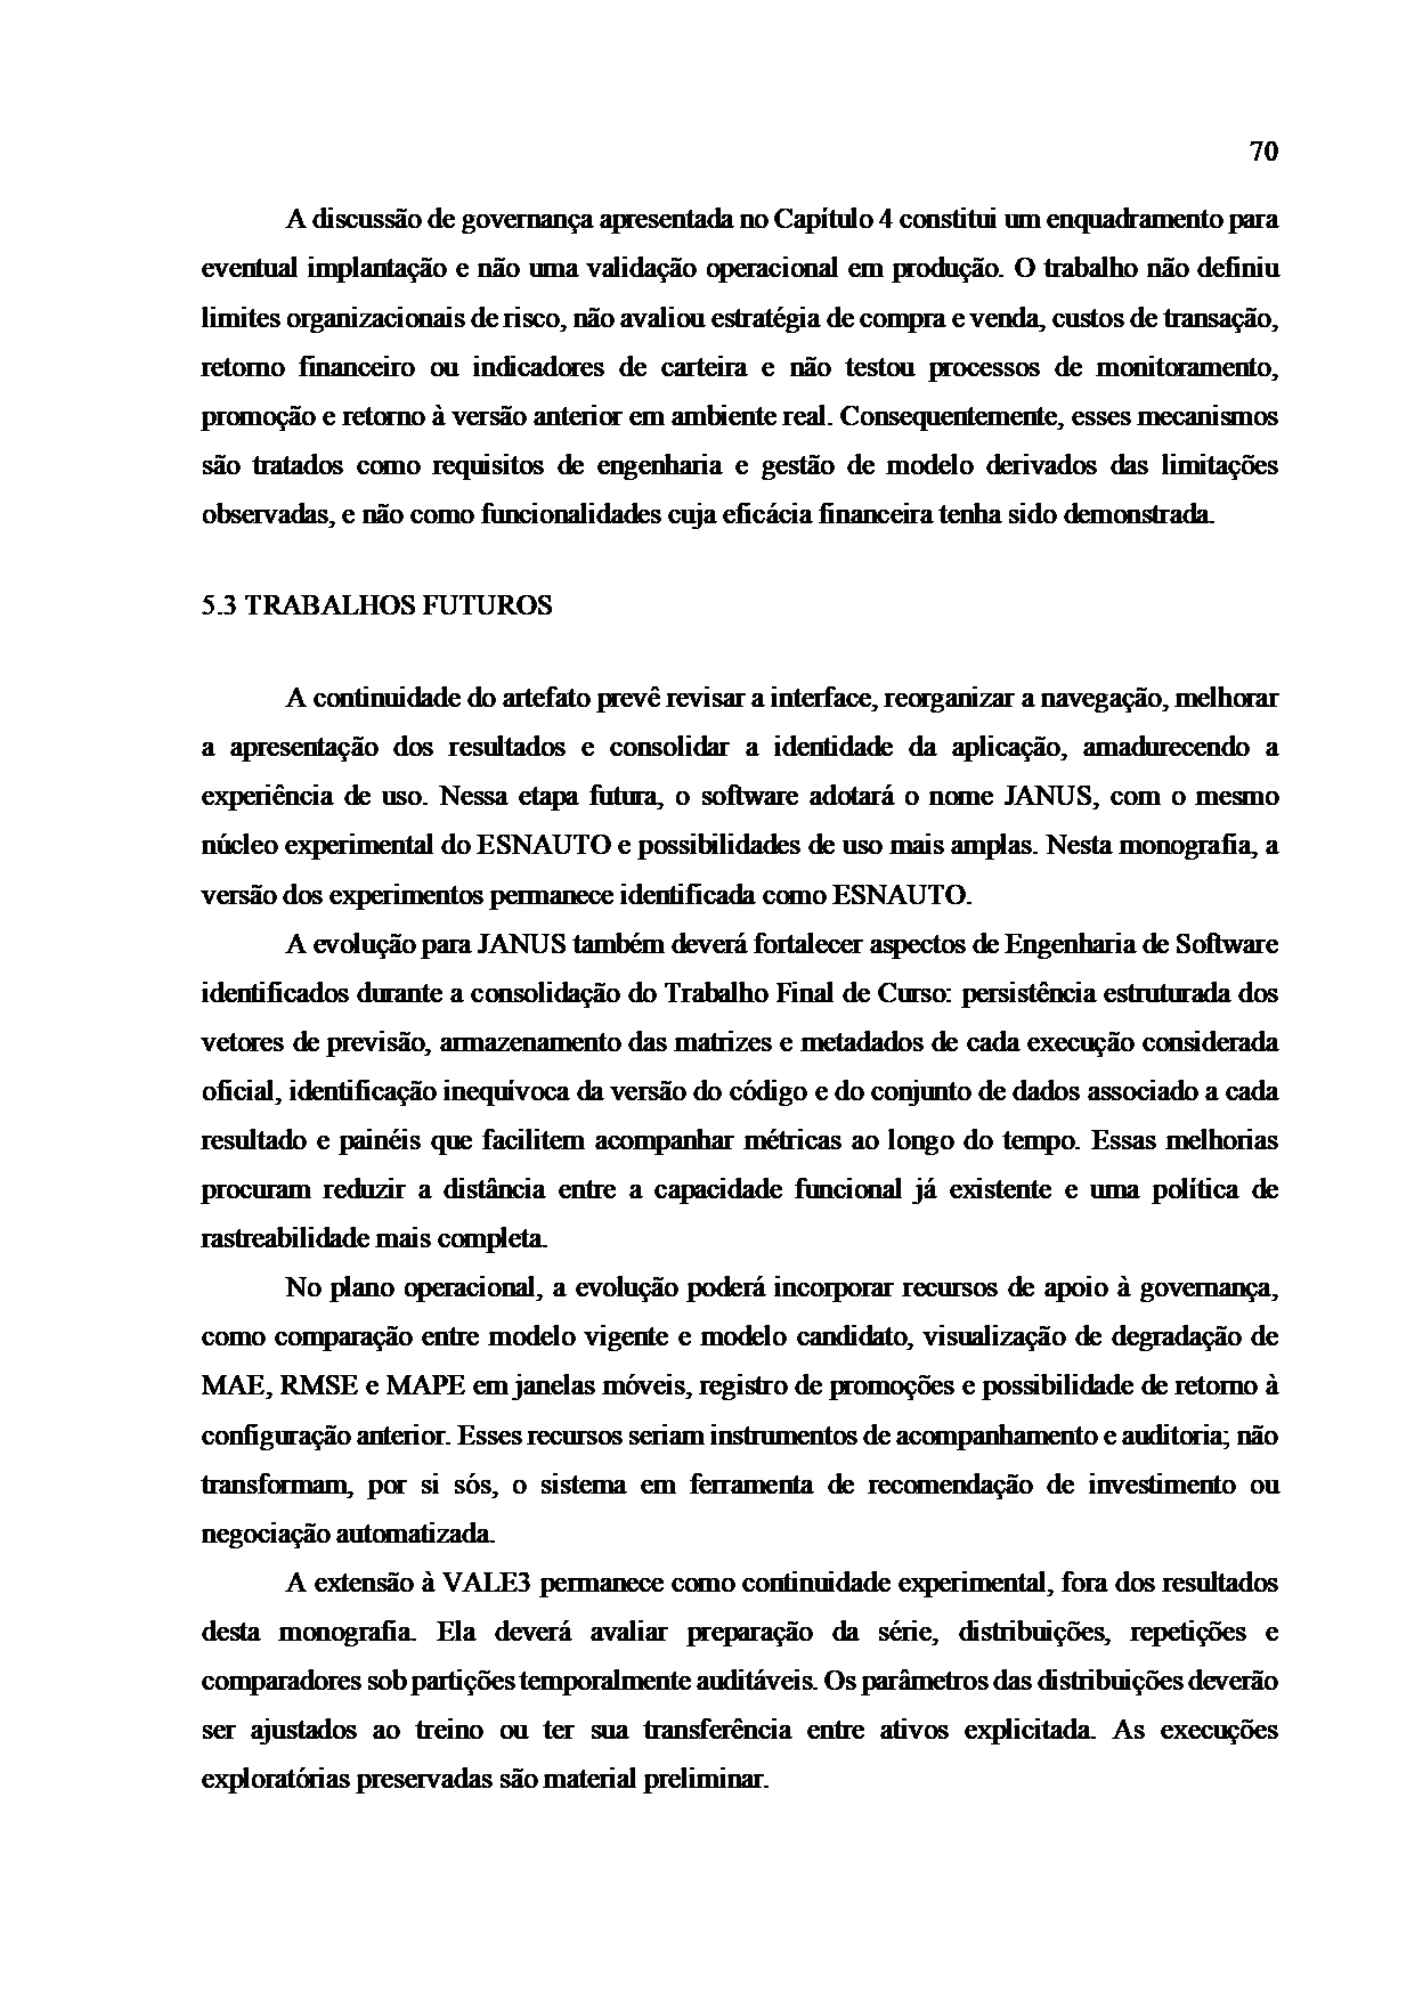 70
A discussão de governança apresentada no Capítulo 4 constitui um enquadramento para
eventual implantação e não uma validação operacional em produção. O trabalho não definiu
limites organizacionais de risco, não avaliou estratégia de compra e venda, custos de transação,
retorno financeiro ou indicadores de carteira e não testou processos de monitoramento,
promoção e retorno à versão anterior em ambiente real. Consequentemente, esses mecanismos
são tratados como requisitos de engenharia e gestão de modelo derivados das limitações
observadas, e não como funcionalidades cuja eficácia financeira tenha sido demonstrada.
5.3 TRABALHOS FUTUROS
A continuidade do artefato prevê revisar a interface, reorganizar a navegação, melhorar
a apresentação dos resultados e consolidar a identidade da aplicação, amadurecendo a
experiência de uso. Nessa etapa futura, o software adotará o nome JANUS, com o mesmo
núcleo experimental do ESNAUTO e possibilidades de uso mais amplas. Nesta monografia, a
versão dos experimentos permanece identificada como ESNAUTO.
A evolução para JANUS também deverá fortalecer aspectos de Engenharia de Software
identificados durante a consolidação do Trabalho Final de Curso: persistência estruturada dos
vetores de previsão, armazenamento das matrizes e metadados de cada execução considerada
oficial, identificação inequívoca da versão do código e do conjunto de dados associado a cada
resultado e painéis que facilitem acompanhar métricas ao longo do tempo. Essas melhorias
procuram reduzir a distância entre a capacidade funcional já existente e uma política de
rastreabilidade mais completa.
No plano operacional, a evolução poderá incorporar recursos de apoio à governança,
como comparação entre modelo vigente e modelo candidato, visualização de degradação de
MAE, RMSE e MAPE em janelas móveis, registro de promoções e possibilidade de retorno à
configuração anterior. Esses recursos seriam instrumentos de acompanhamento e auditoria; não
transformam, por si sós, o sistema em ferramenta de recomendação de investimento ou
negociação automatizada.
A extensão à VALE3 permanece como continuidade experimental, fora dos resultados
desta monografia. Ela deverá avaliar preparação da série, distribuições, repetições e
comparadores sob partições temporalmente auditáveis. Os parâmetros das distribuições deverão
ser ajustados ao treino ou ter sua transferência entre ativos explicitada. As execuções
exploratórias preservadas são material preliminar.